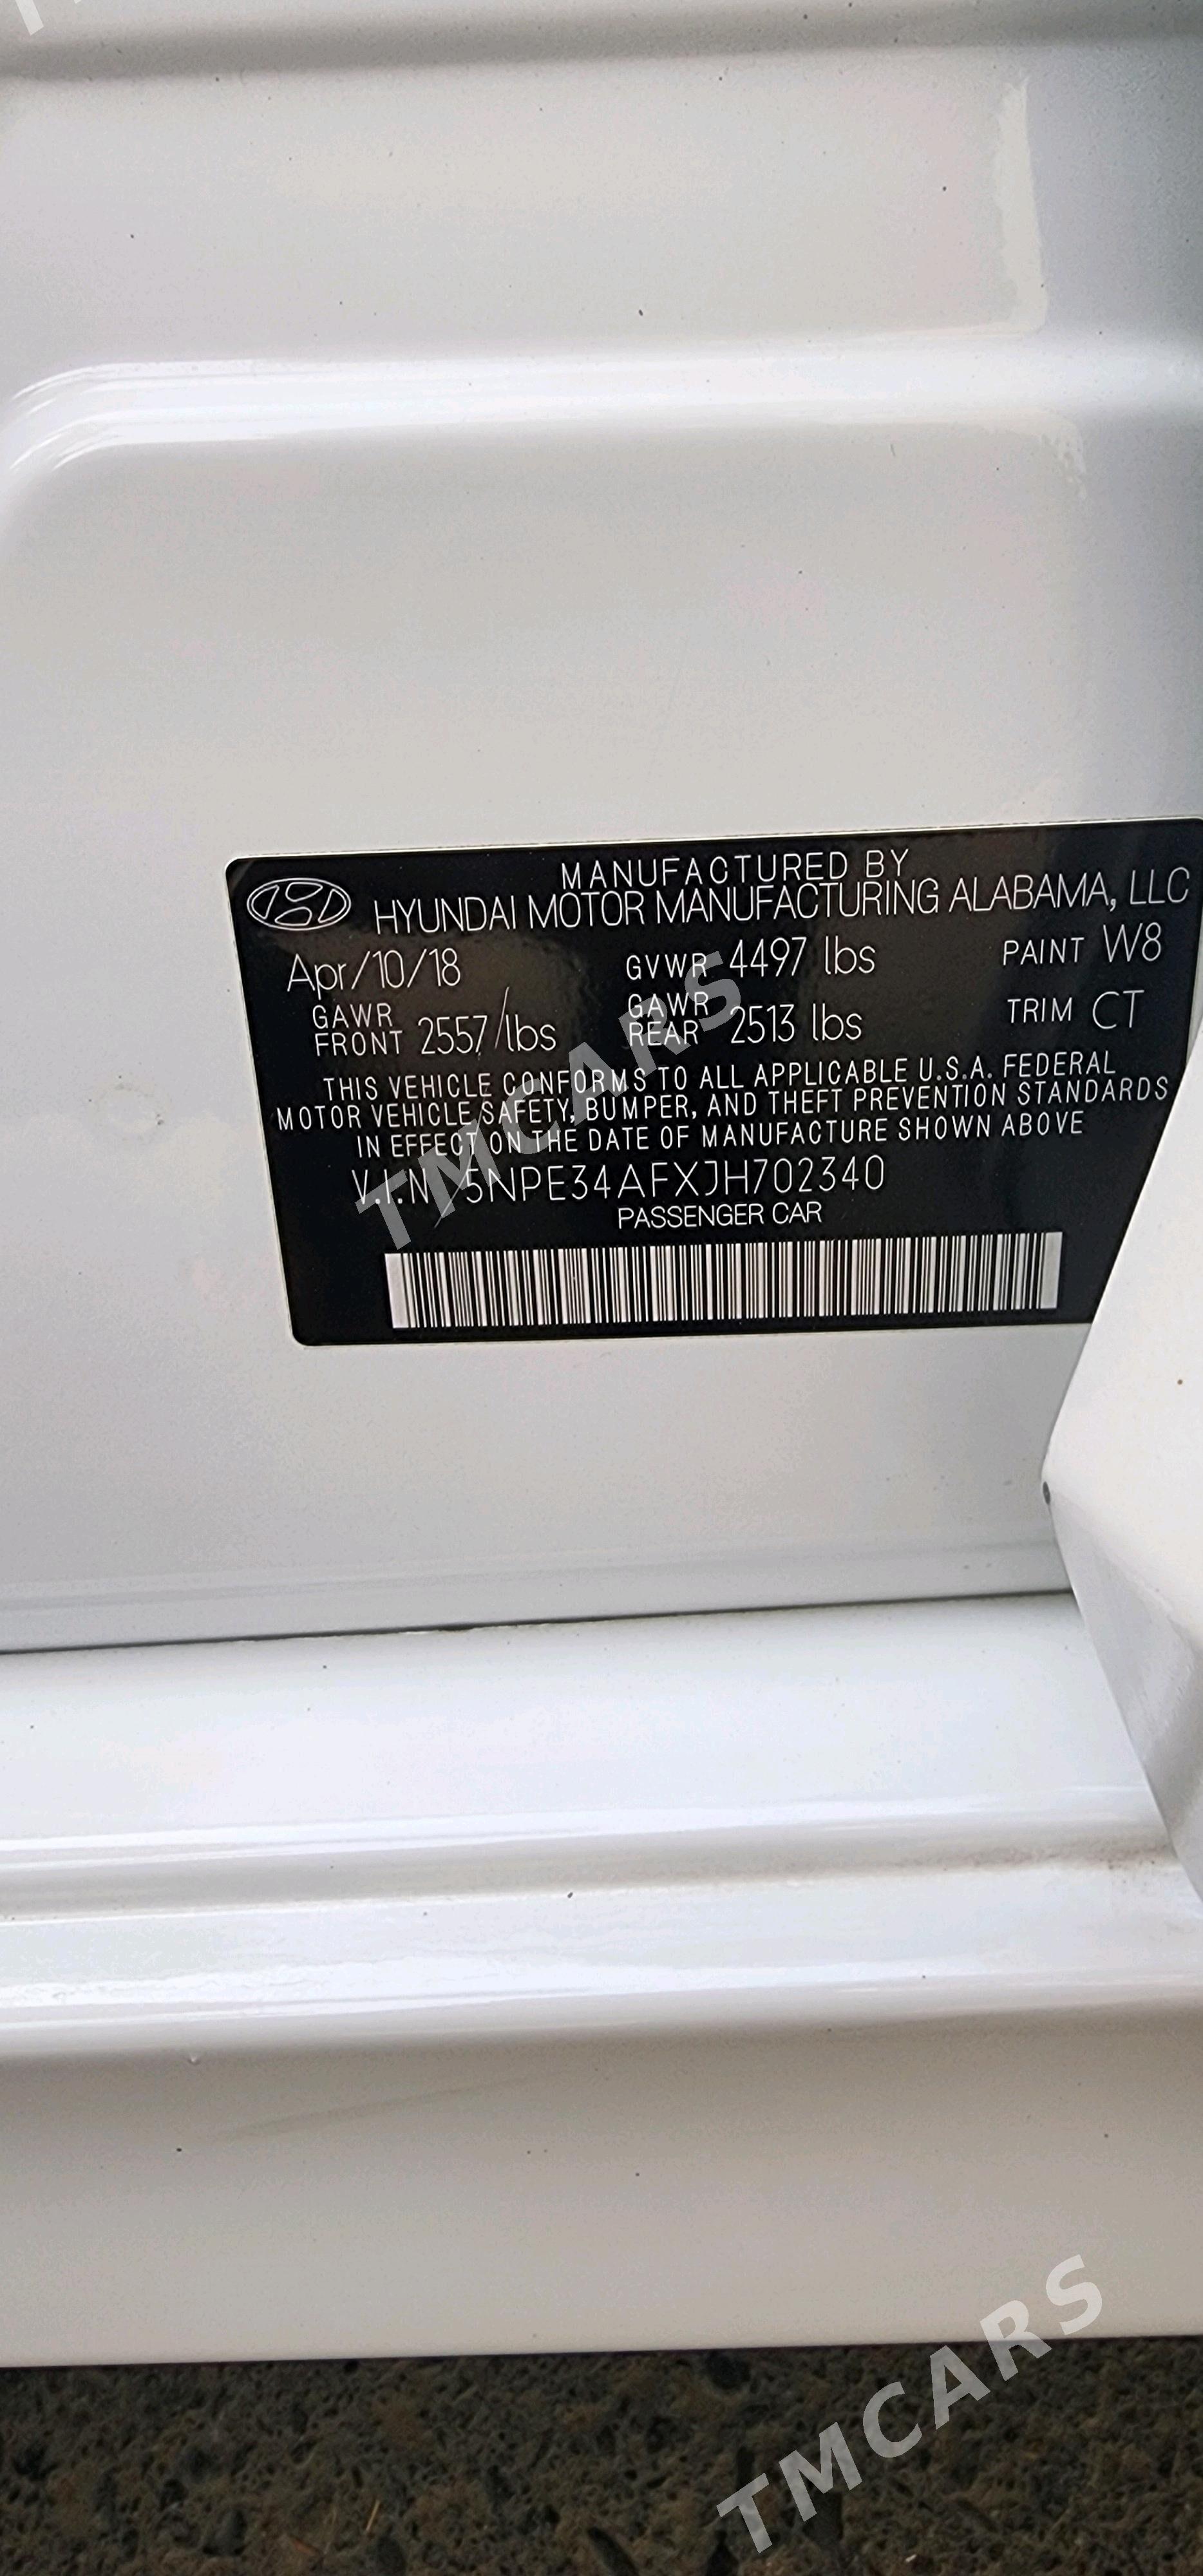 MANUFACTURED BY
HYUNDAI MOTOR MANUFACTURING ALABAMA, LLC
Apr/10/18 GVWR 4497 lbs PAINT W8
GAWR FRONT 2557 lbs GAWR REAR 2513 lbs TRIM CT
THIS VEHICLE CONFORMS TO ALL APPLICABLE U.S.A. FEDERAL
MOTOR VEHICLE SAFETY, BUMPER, AND THEFT PREVENTION STANDARDS
IN EFFECT ON THE DATE OF MANUFACTURE SHOWN ABOVE
V.I.N 5NPE34AFXJH702340
PASSENGER CAR
TMCARS
TMCARS